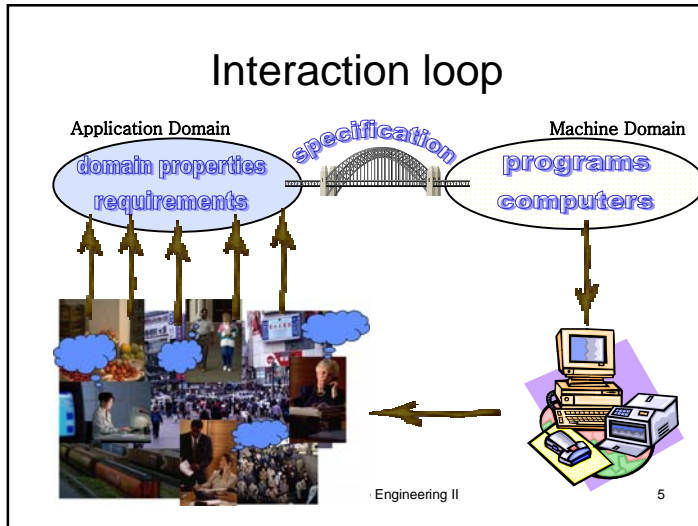 Interaction loop
Application Domain
specification
Machine Domain
domain properties
requirements
programs
computers
Engineering II
5